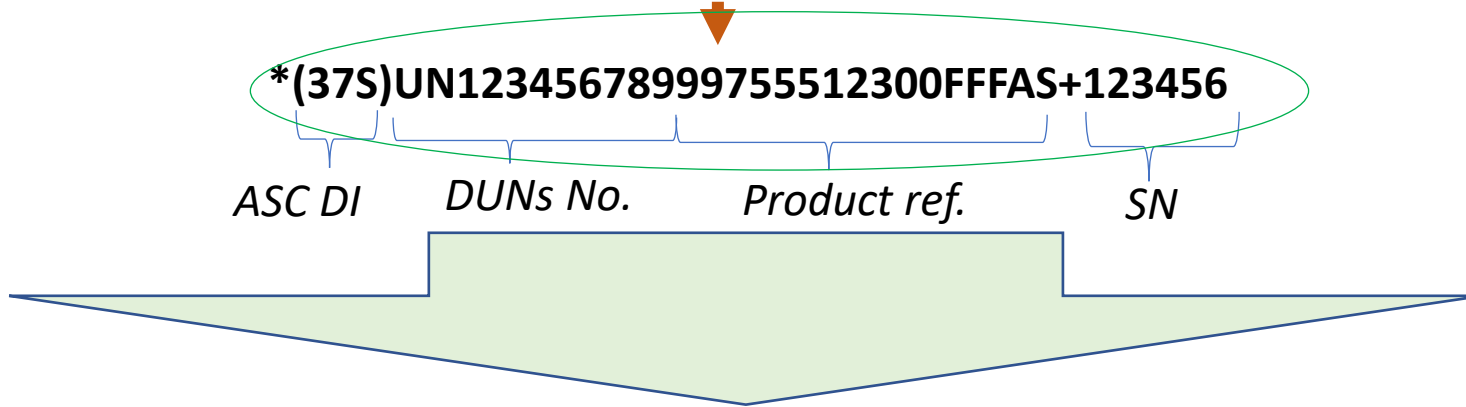 *(37S)UN12345678999755512300FFFAS+123456
ASC DI DUNs No. Product ref. SN